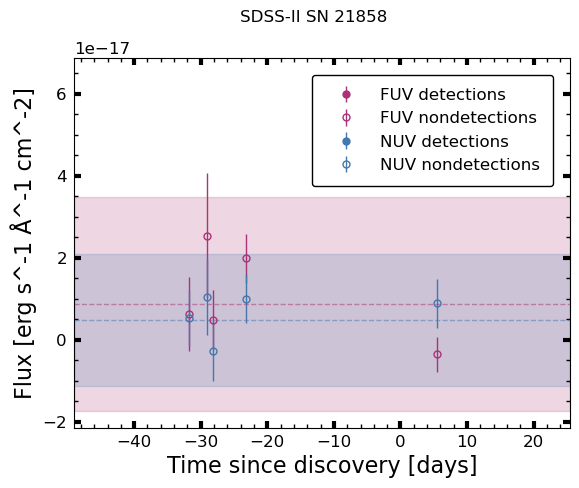 SDSS-II SN 21858
1e−17
Flux [erg s^-1 Å^-1 cm^-2]
6
4
2
0
−2
FUV detections
FUV nondetections
NUV detections
NUV nondetections
−40 −30 −20 −10 0 10 20
Time since discovery [days]